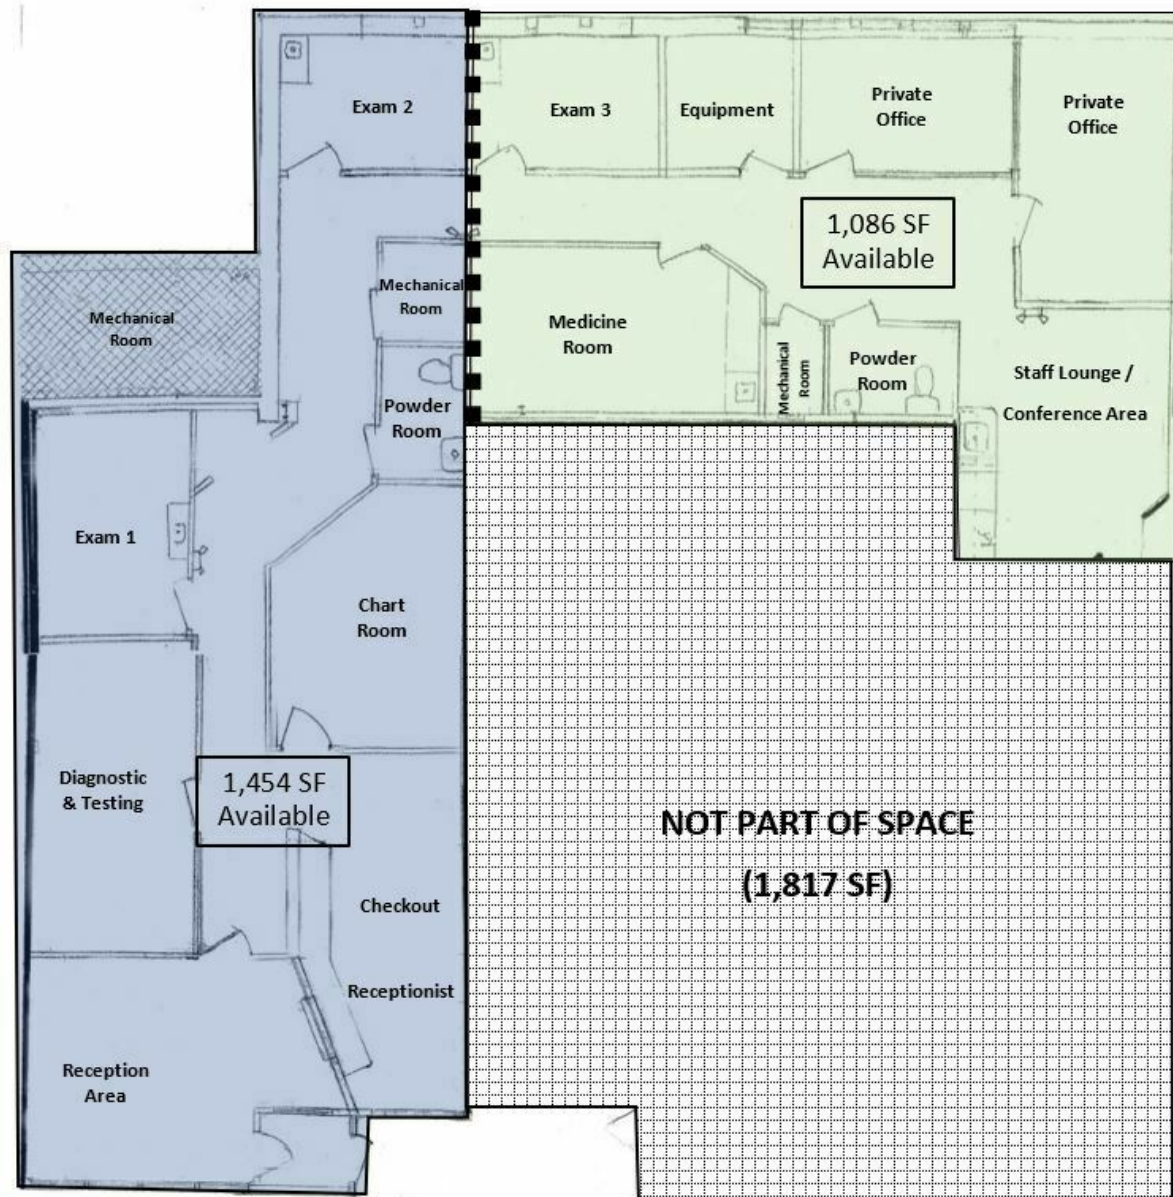 Exam 2
Exam 3
Equipment
Private
Office
Private
Office
1,086 SF
Available
Mechanical
Room
Mechanical
Room
Medicine
Room
Mechanical
Room
Powder
Room
Staff Lounge /
Conference Area
Powder
Room
Exam 1
Chart
Room
Diagnostic
& Testing
1,454 SF
Available
NOT PART OF SPACE
(1,817 SF)
Checkout
Receptionist
Reception
Area